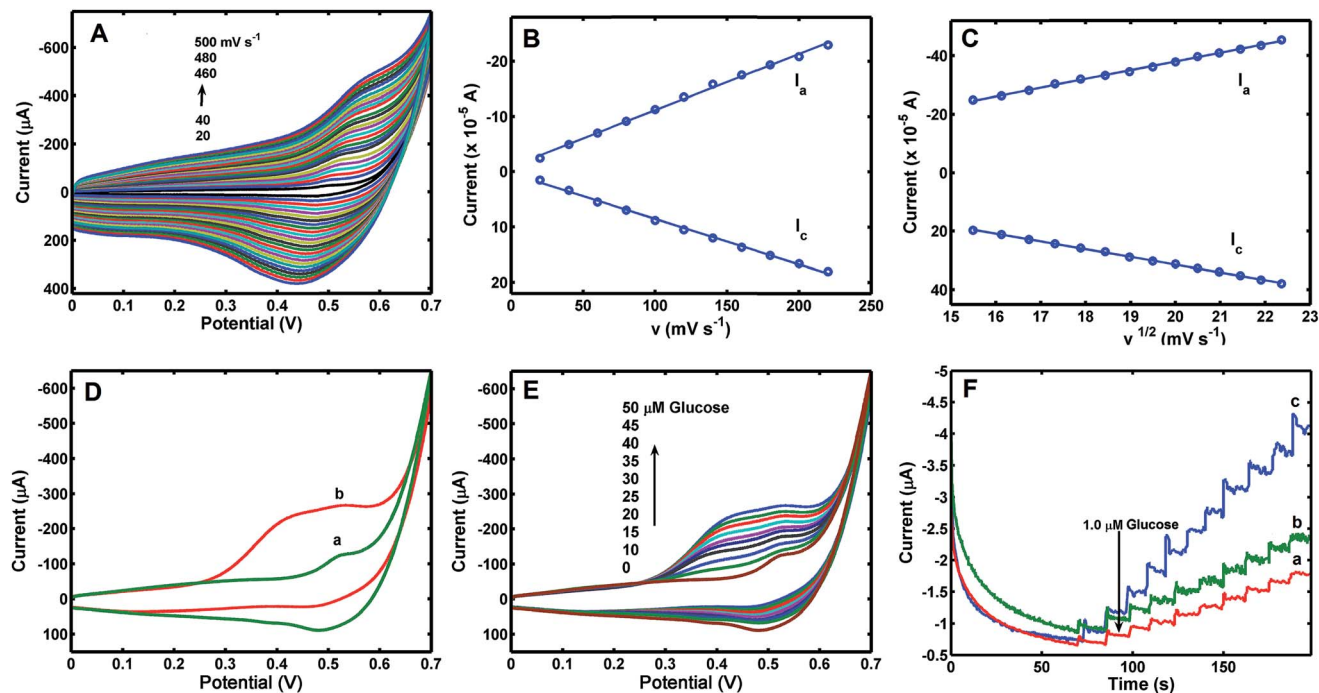 A
500 mV s⁻¹
480
460
40
20
-600
-400
-200
0
200
400
Current (µA)
0 0.1 0.2 0.3 0.4 0.5 0.6 0.7
Potential (V)
B
-20
-10
0
10
20
Current (x 10⁻⁵ A)
Iₐ
I꜀
0 50 100 150 200 250
v (mV s⁻¹)
C
-40
-20
0
20
40
Current (x 10⁻⁵ A)
Iₐ
I꜀
15 16 17 18 19 20 21 22 23
v ¹/² (mV s⁻¹)
D
-600
-500
-400
-300
-200
-100
0
100
Current (µA)
b
a
0 0.1 0.2 0.3 0.4 0.5 0.6 0.7
Potential (V)
E
50 µM Glucose
45
40
35
30
25
20
15
10
0
-600
-500
-400
-300
-200
-100
0
100
Current (µA)
0 0.1 0.2 0.3 0.4 0.5 0.6 0.7
Potential (V)
F
-5
-4.5
-4
-3.5
-3
-2.5
-2
-1.5
-1
-0.5
Current (µA)
c
1.0 µM Glucose
b
a
0 50 100 150
Time (s)